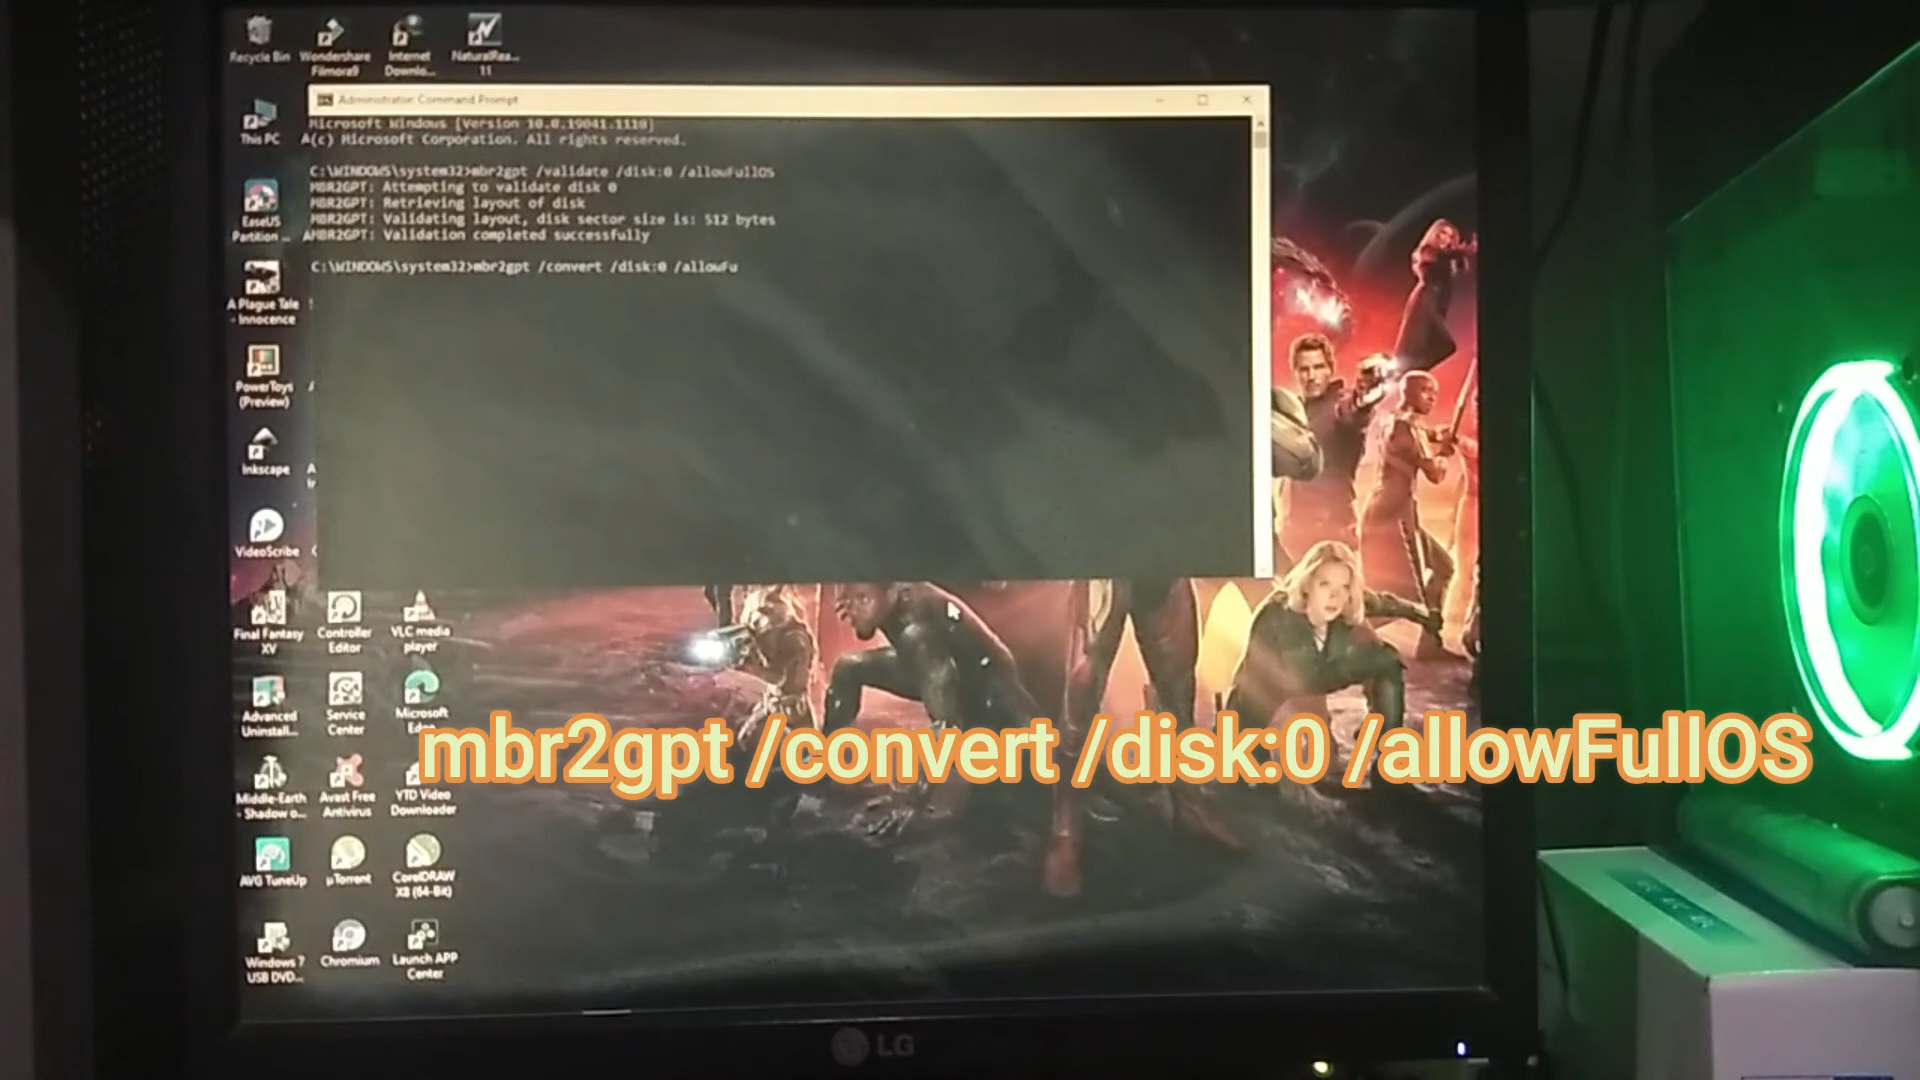 Recycle Bin
Wondershare Filmora9
Internet Downlo...
NaturalRea... 11
Administrator: Command Prompt
Microsoft Windows [Version 10.0.19041.1110]
(c) Microsoft Corporation. All rights reserved.
This PC
C:\WINDOWS\system32>mbr2gpt /validate /disk:0 /allowFullOS
MBR2GPT: Attempting to validate disk 0
MBR2GPT: Retrieving layout of disk
MBR2GPT: Validating layout, disk sector size is: 512 bytes
MBR2GPT: Validation completed successfully
EaseUS Partition ...
C:\WINDOWS\system32>mbr2gpt /convert /disk:0 /allowFu
A Plague Tale
- Innocence
PowerToys
(Preview)
Inkscape
VideoScribe
Final Fantasy XV
Controller Editor
VLC media player
Advanced Uninstall...
Service Center
Microsoft
mbr2gpt /convert /disk:0 /allowFullOS
Middle-Earth
- Shadow o...
Avast Free Antivirus
YTD Video Downloader
AVG TuneUp
µTorrent
CorelDRAW X8 (64-Bit)
Windows 7 USB DVD...
Chromium
Launch APP Center
LG